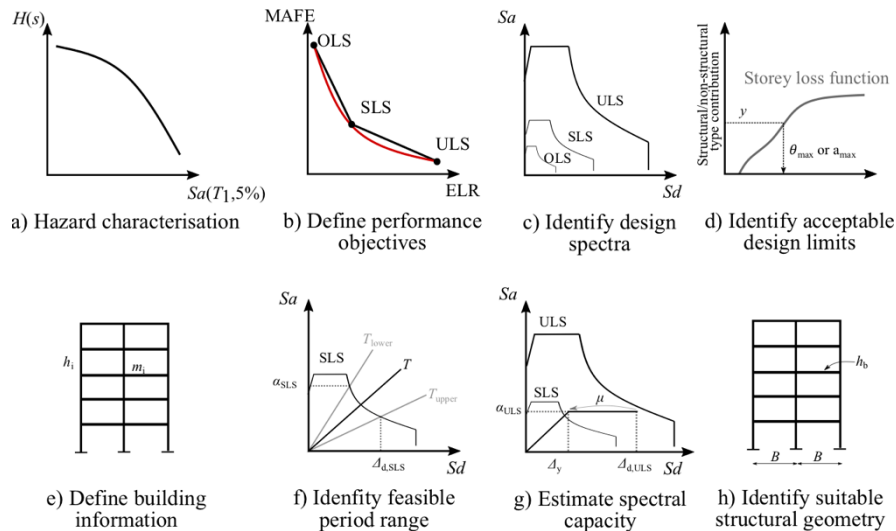 H(s)
Sa(T1,5%)
a) Hazard characterisation
MAFE
OLS
SLS
ULS
ELR
b) Define performance
objectives
Sa
ULS
SLS
OLS
Sd
c) Identify design
spectra
Structural/non-structural
type contribution
Storey loss function
y
θmax or amax
d) Identify acceptable
design limits
hi
mi
e) Define building
information
Sa
Tlower
SLS
T
αSLS
Tupper
Δd,SLS
Sd
f) Idenfity feasible
period range
Sa
ULS
SLS
μ
αULS
Δy
Δd,ULS
Sd
g) Estimate spectral
capacity
hb
B
B
h) Identify suitable
structural geometry